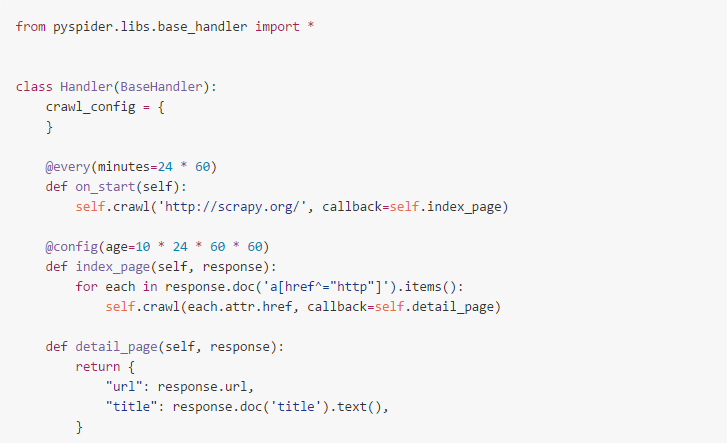 from pyspider.libs.base_handler import *
class Handler(BaseHandler):
    crawl_config = {
    }
    @every(minutes=24 * 60)
    def on_start(self):
        self.crawl('http://scrapy.org/', callback=self.index_page)
    @config(age=10 * 24 * 60 * 60)
    def index_page(self, response):
        for each in response.doc('a[href^="http"]').items():
            self.crawl(each.attr.href, callback=self.detail_page)
    def detail_page(self, response):
        return {
            "url": response.url,
            "title": response.doc('title').text(),
        }